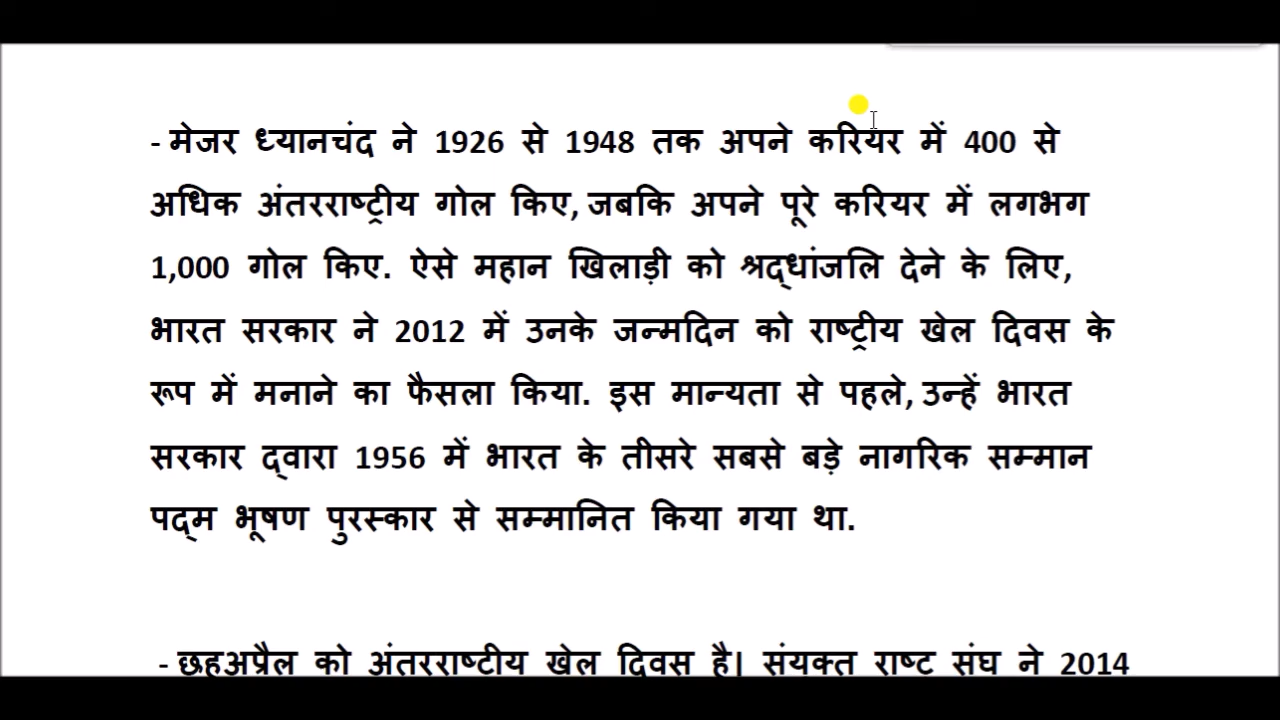 - मेजर ध्यानचंद ने 1926 से 1948 तक अपने करियर में 400 से
अधिक अंतरराष्ट्रीय गोल किए, जबकि अपने पूरे करियर में लगभग
1,000 गोल किए. ऐसे महान खिलाड़ी को श्रद्धांजलि देने के लिए,
भारत सरकार ने 2012 में उनके जन्मदिन को राष्ट्रीय खेल दिवस के
रूप में मनाने का फैसला किया. इस मान्यता से पहले, उन्हें भारत
सरकार द्वारा 1956 में भारत के तीसरे सबसे बड़े नागरिक सम्मान
पद्म भूषण पुरस्कार से सम्मानित किया गया था.
- छहअप्रैल को अंतरराष्ट्रीय खेल दिवस है। संयुक्त राष्ट्र संघ ने 2014